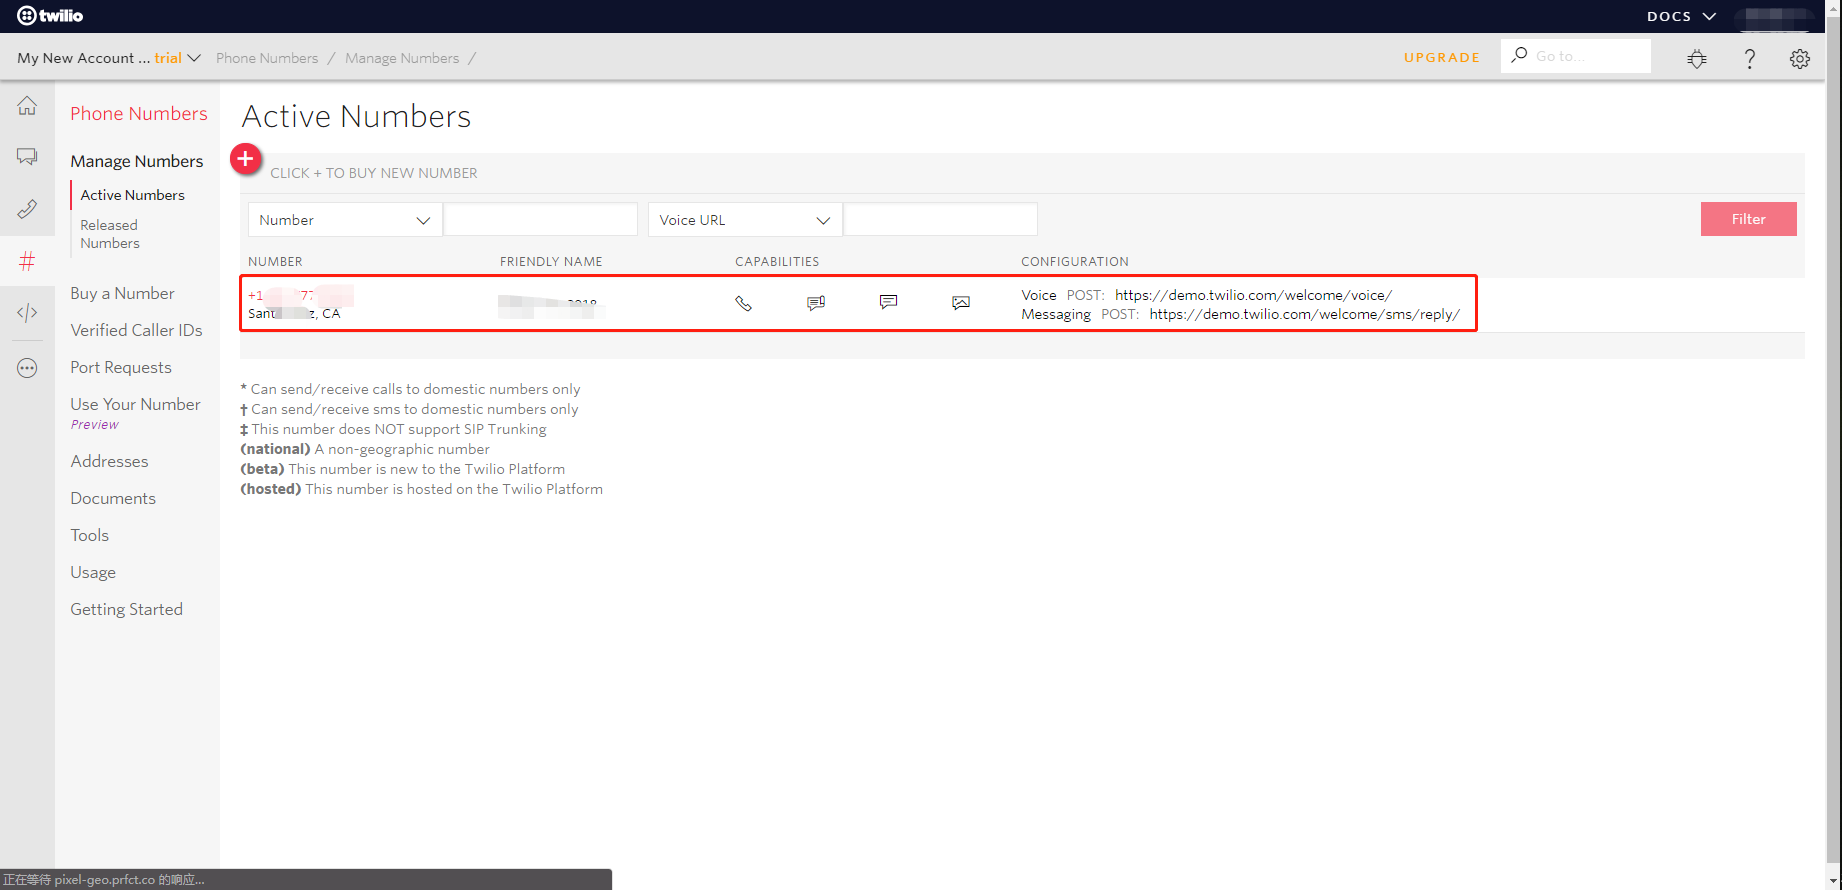 twilio
DOCS
My New Account ... trial
Phone Numbers / Manage Numbers /
UPGRADE
Go to...
Phone Numbers
Manage Numbers
Active Numbers
Released
Numbers
Buy a Number
Verified Caller IDs
Port Requests
Use Your Number
Preview
Addresses
Documents
Tools
Usage
Getting Started
Active Numbers
CLICK + TO BUY NEW NUMBER
Number
Voice URL
Filter
NUMBER FRIENDLY NAME CAPABILITIES CONFIGURATION
+1 77
Sant z, CA
Voice POST: https://demo.twilio.com/welcome/voice/
Messaging POST: https://demo.twilio.com/welcome/sms/reply/
* Can send/receive calls to domestic numbers only
† Can send/receive sms to domestic numbers only
‡ This number does NOT support SIP Trunking
(national) A non-geographic number
(beta) This number is new to the Twilio Platform
(hosted) This number is hosted on the Twilio Platform
正在等待 pixel-geo.prfct.co 的响应...